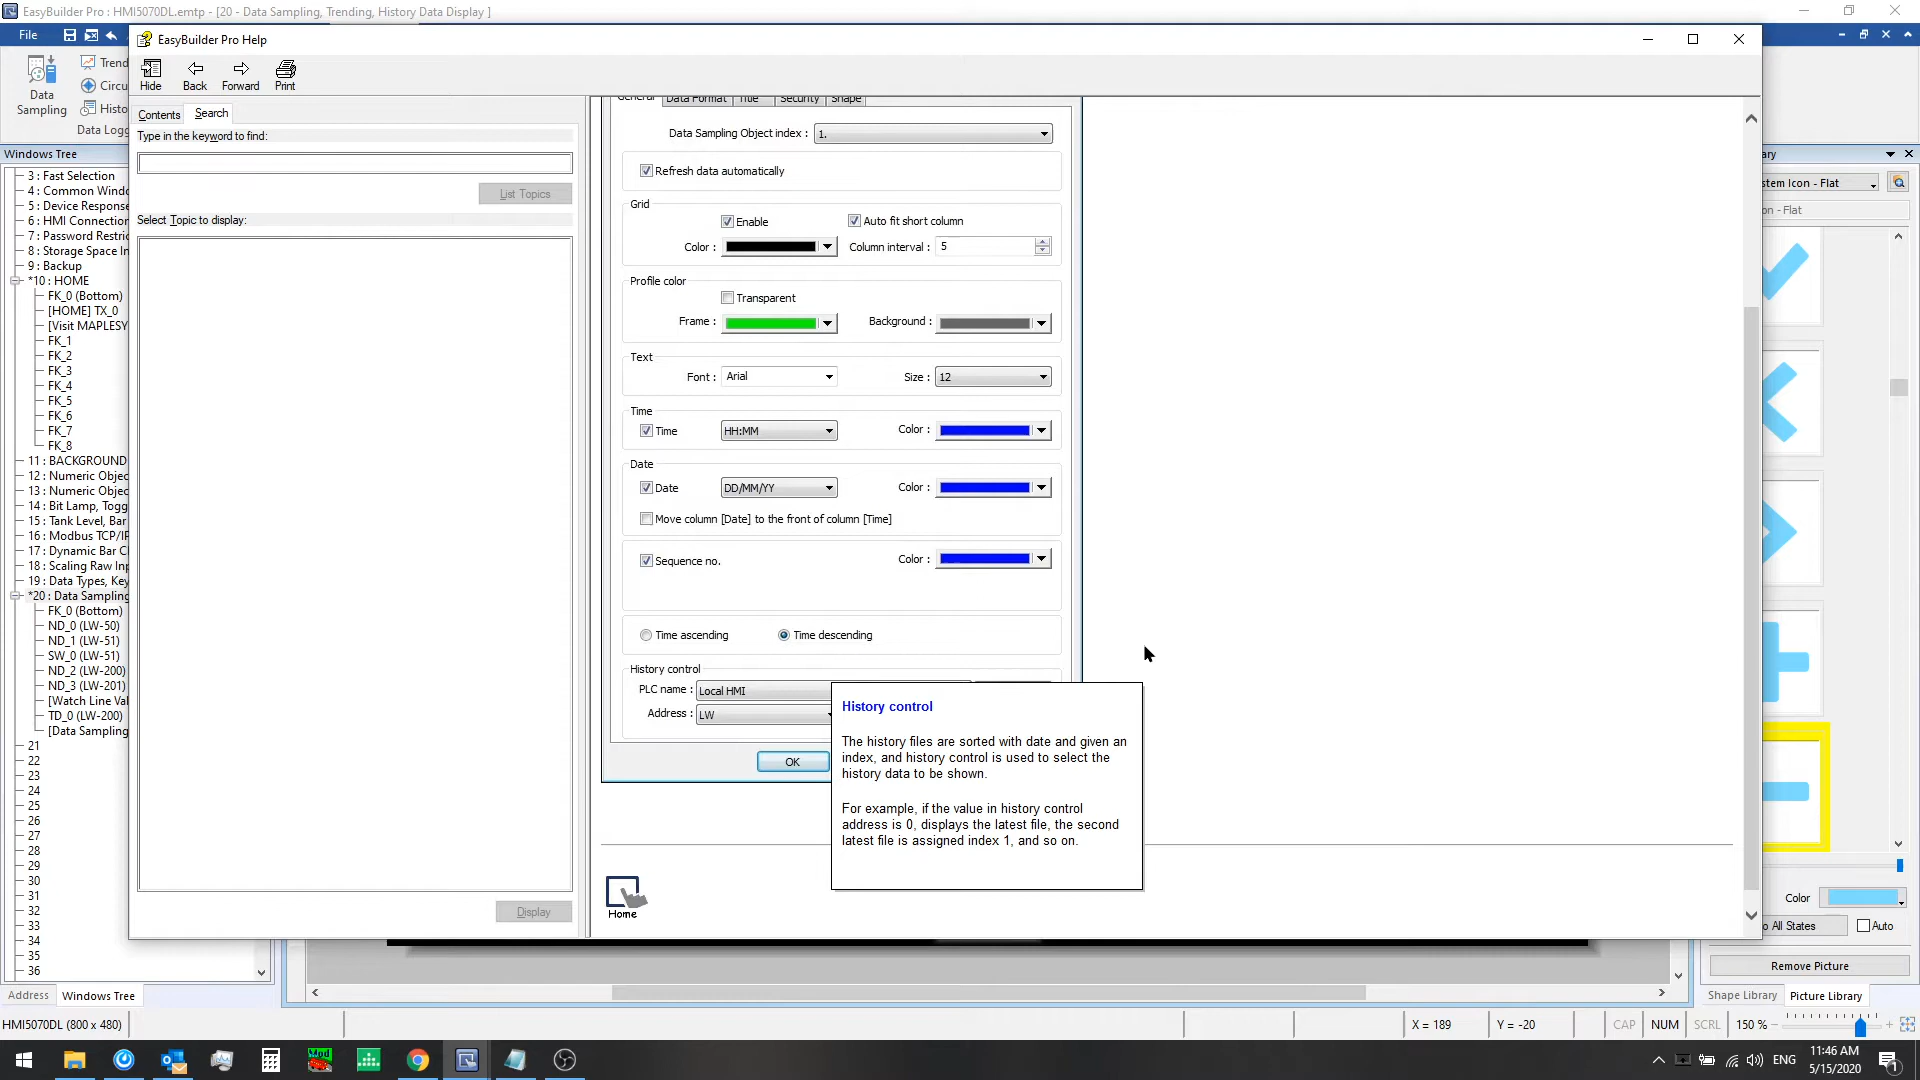 EasyBuilder Pro : HMI5070DL.emtp - [20 - Data Sampling, Trending, History Data Display ]
File
EasyBuilder Pro Help
Hide
Back
Forward
Print
Data
Sampling
Trend
Circu
Histo
Data Logg
Windows Tree
3 : Fast Selection
4 : Common Windo
5 : Device Response
6 : HMI Connection
7 : Password Restric
8 : Storage Space In
9 : Backup
*10 : HOME
FK_0 (Bottom)
[HOME] TX_0
[Visit MAPLESY
FK_1
FK_2
FK_3
FK_4
FK_5
FK_6
FK_7
FK_8
11 : BACKGROUND
12 : Numeric Objec
13 : Numeric Objec
14 : Bit Lamp, Togg
15 : Tank Level, Bar
16 : Modbus TCP/IP
17 : Dynamic Bar Cl
18 : Scaling Raw Inp
19 : Data Types, Key
*20 : Data Sampling
FK_0 (Bottom)
ND_0 (LW-50)
ND_1 (LW-51)
SW_0 (LW-51)
ND_2 (LW-200)
ND_3 (LW-201)
[Watch Line Val
TD_0 (LW-200)
[Data Sampling
21
22
23
24
25
26
27
28
29
30
31
32
33
34
35
36
Address
Windows Tree
Contents
Search
Type in the keyword to find:
List Topics
Select Topic to display:
Display
General
Data Format
Title
Security
Shape
Data Sampling Object index :
1.
Refresh data automatically
Grid
Enable
Auto fit short column
Color :
Column interval :
5
Profile color
Transparent
Frame :
Background :
Text
Font :
Arial
Size :
12
Time
Time
HH:MM
Color :
Date
Date
DD/MM/YY
Color :
Move column [Date] to the front of column [Time]
Sequence no.
Color :
Time ascending
Time descending
History control
PLC name :
Local HMI
Address :
LW
OK
History control
The history files are sorted with date and given an
index, and history control is used to select the
history data to be shown.
For example, if the value in history control
address is 0, displays the latest file, the second
latest file is assigned index 1, and so on.
Home
ary
stem Icon - Flat
on - Flat
Color
o All States
Auto
Remove Picture
Shape Library
Picture Library
HMI5070DL (800 x 480)
X = 189
Y = -20
CAP
NUM
SCRL
150 %
ENG
11:46 AM
5/15/2020
1